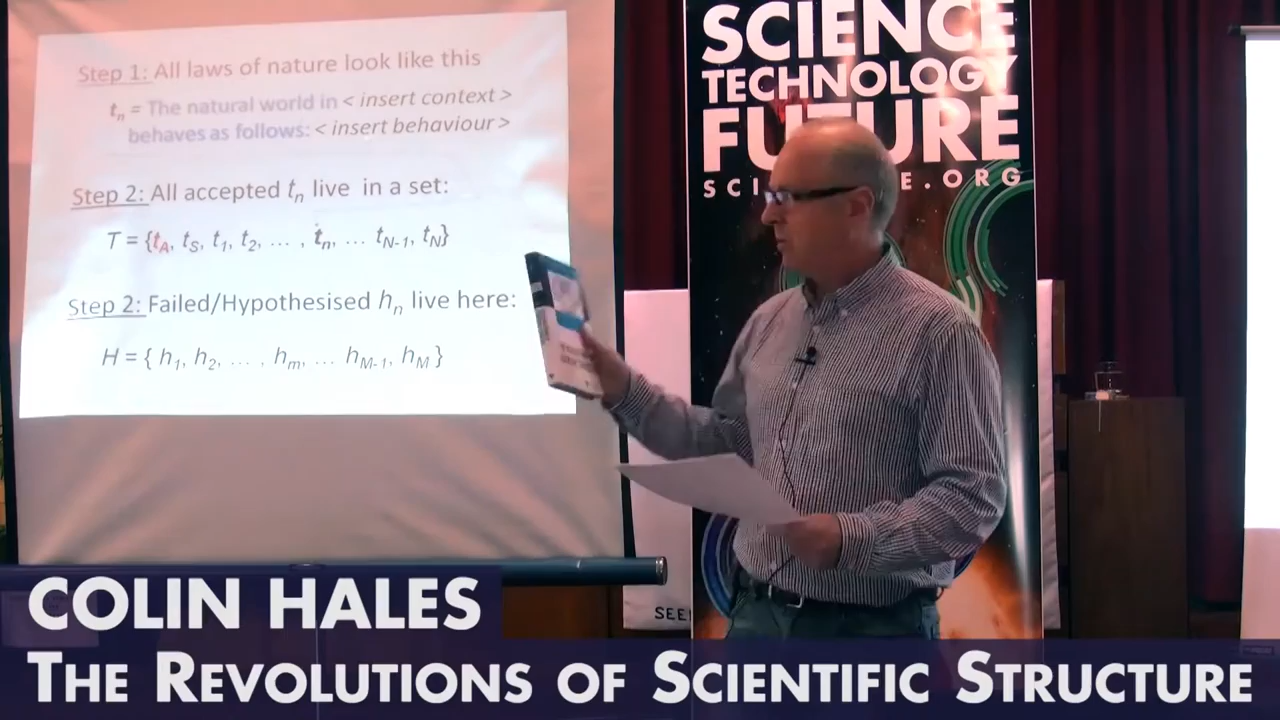 Step 1: All laws of nature look like this
tn = The natural world in < insert context >
behaves as follows: < insert behaviour >
Step 2: All accepted tn live in a set:
T = {tA, tS, t1, t2, ... , tn, ... tN-1, tN}
Step 2: Failed/Hypothesised hn live here:
H = { h1, h2, ... , hm, ... hM-1, hM }
SCIENCE
TECHNOLOGY
FUTURE
SCI E.ORG
SEE
COLIN HALES
THE REVOLUTIONS OF SCIENTIFIC STRUCTURE